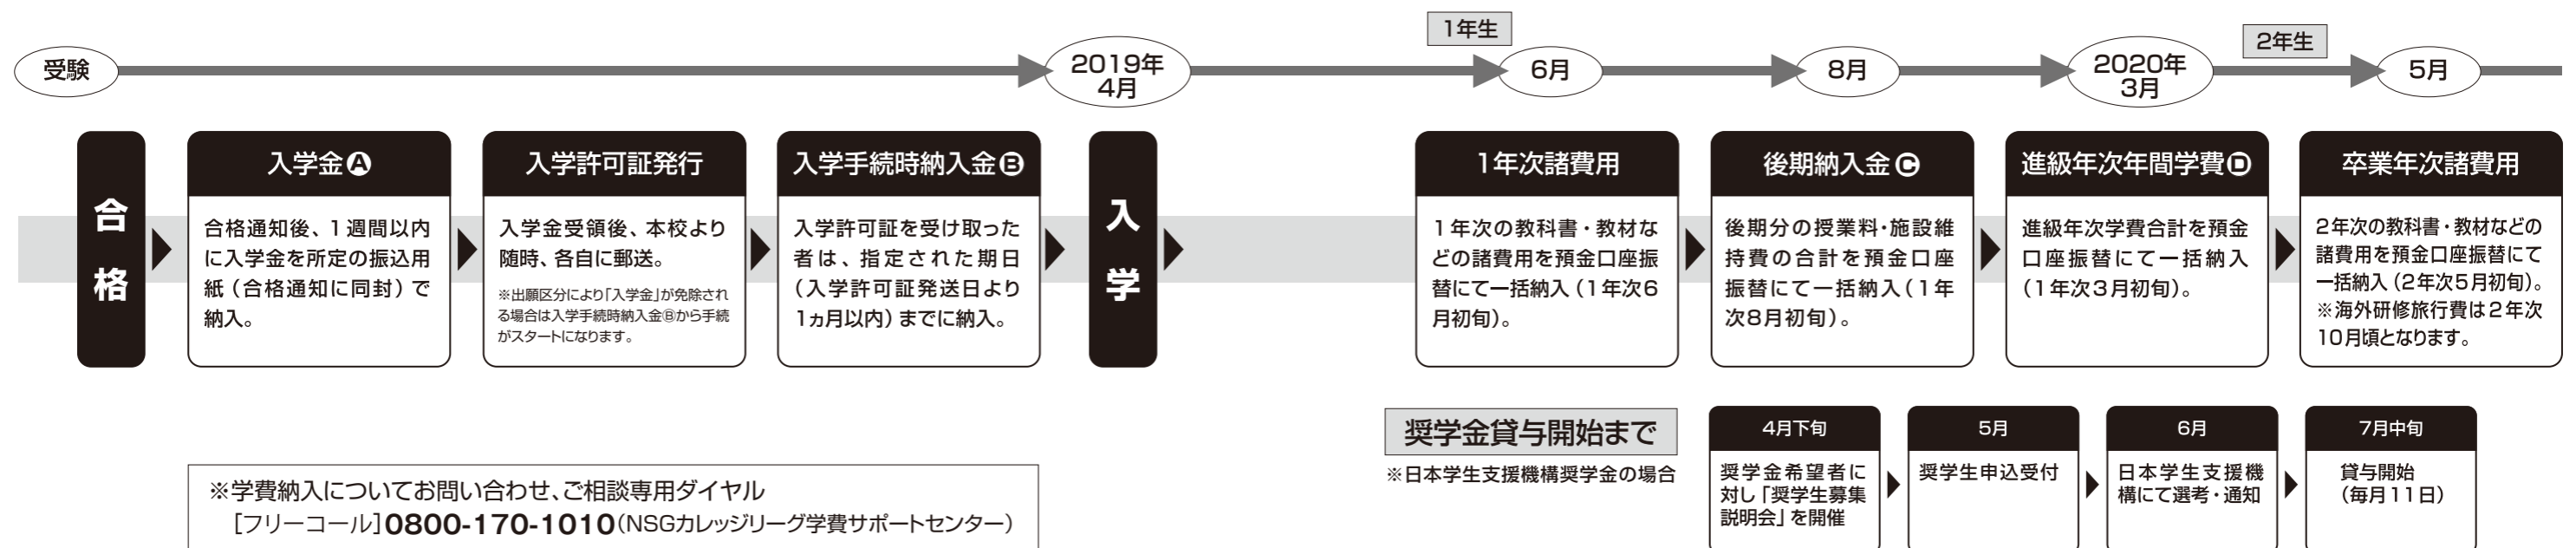 受験
2019年
4月
1年生
6月
8月
2020年
3月
2年生
5月
合格
入学金Ⓐ
合格通知後、1週間以内
に入学金を所定の振込用
紙（合格通知に同封）で
納入。
入学許可証発行
入学金受領後、本校より
随時、各自に郵送。
※出願区分により「入学金」が免除され
る場合は入学手続時納入金Ⓑから手続
がスタートになります。
入学手続時納入金Ⓑ
入学許可証を受け取った
者は、指定された期日
（入学許可証発送日より
1ヵ月以内）までに納入。
入学
1年次諸費用
1年次の教科書・教材な
どの諸費用を預金口座振
替にて一括納入（1年次6
月初旬）。
後期納入金Ⓒ
後期分の授業料・施設維
持費の合計を預金口座
振替にて一括納入（1年
次8月初旬）。
進級年次年間学費Ⓓ
進級年次学費合計を預金
口座振替にて一括納入
（1年次3月初旬）。
卒業年次諸費用
2年次の教科書・教材などの
諸費用を預金口座振替にて
一括納入（2年次5月初旬）。
※海外研修旅行費は2年次
10月頃となります。
※学費納入についてお問い合わせ、ご相談専用ダイヤル
［フリーコール］0800-170-1010（NSGカレッジリーグ学費サポートセンター）
奨学金貸与開始まで
※日本学生支援機構奨学金の場合
4月下旬
奨学金希望者に
対し「奨学生募集
説明会」を開催
5月
奨学生申込受付
6月
日本学生支援機
構にて選考・通知
7月中旬
貸与開始
（毎月11日）